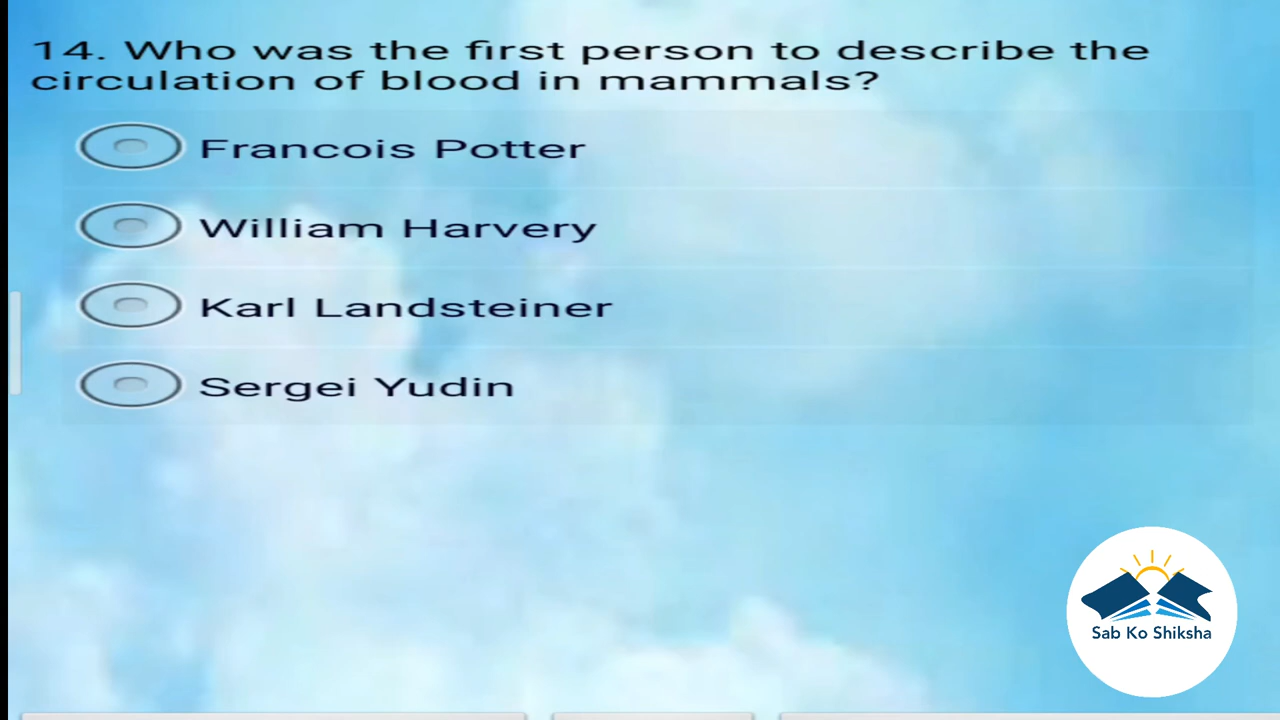 14. Who was the first person to describe the
circulation of blood in mammals?
Francois Potter
William Harvery
Karl Landsteiner
Sergei Yudin
Sab Ko Shiksha